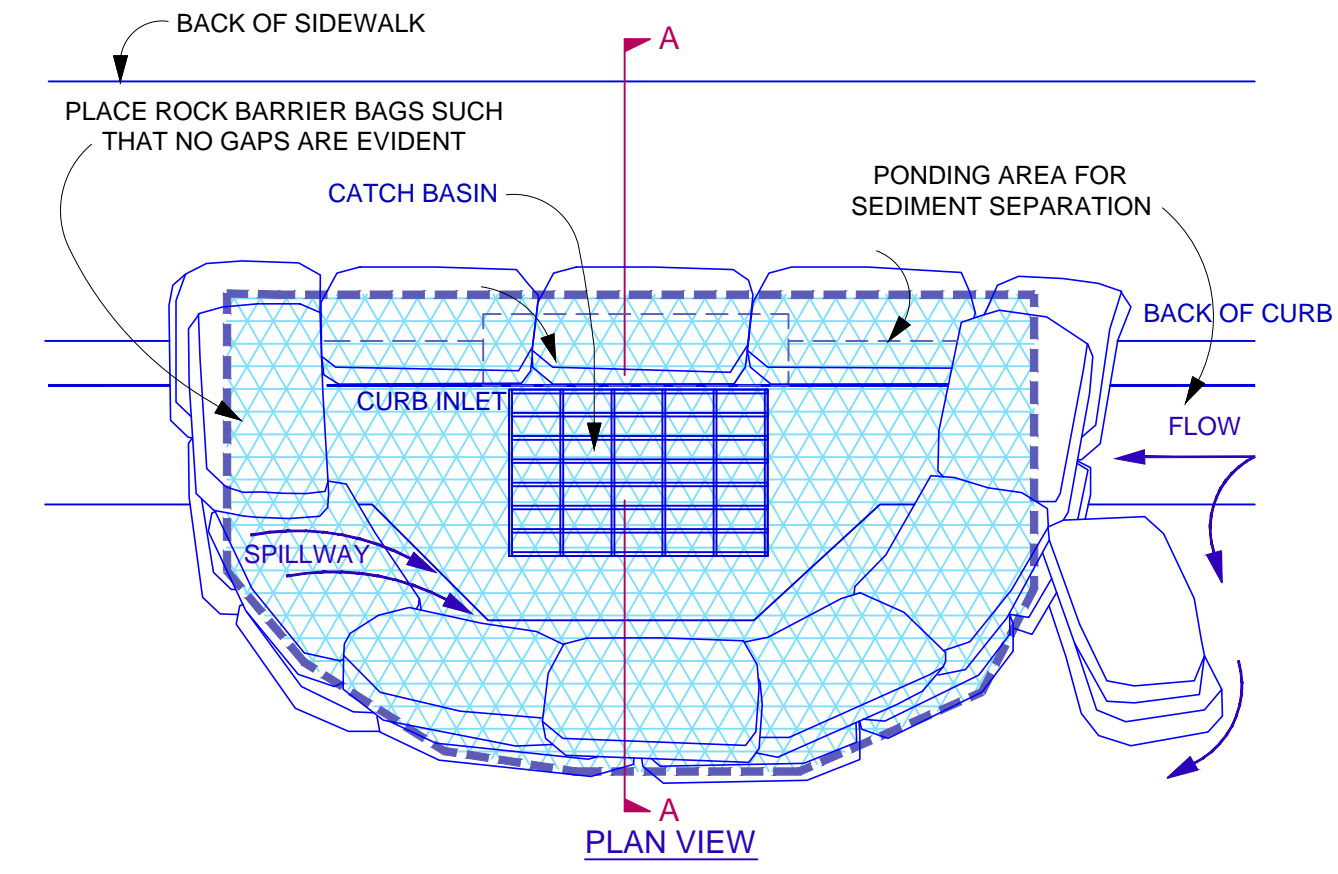 BACK OF SIDEWALK
A
PLACE ROCK BARRIER BAGS SUCH
THAT NO GAPS ARE EVIDENT
CATCH BASIN
PONDING AREA FOR
SEDIMENT SEPARATION
BACK OF CURB
CURB INLET
FLOW
SPILLWAY
A
PLAN VIEW